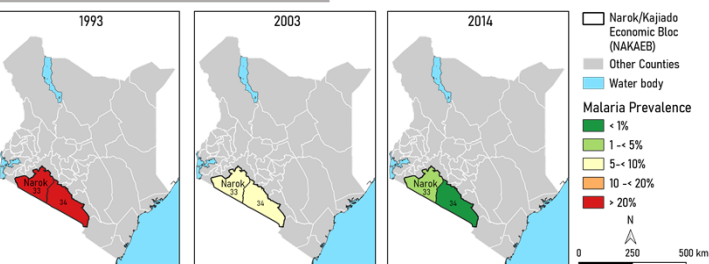 1993
2003
2014
Narok
33
34
Narok
33
34
Narok
33
34
Narok/Kajiado
Economic Bloc
(NAKAEB)
Other Counties
Water body
Malaria Prevalence
< 1%
1 -< 5%
5-< 10%
10 -< 20%
> 20%
N
0 250 500 km